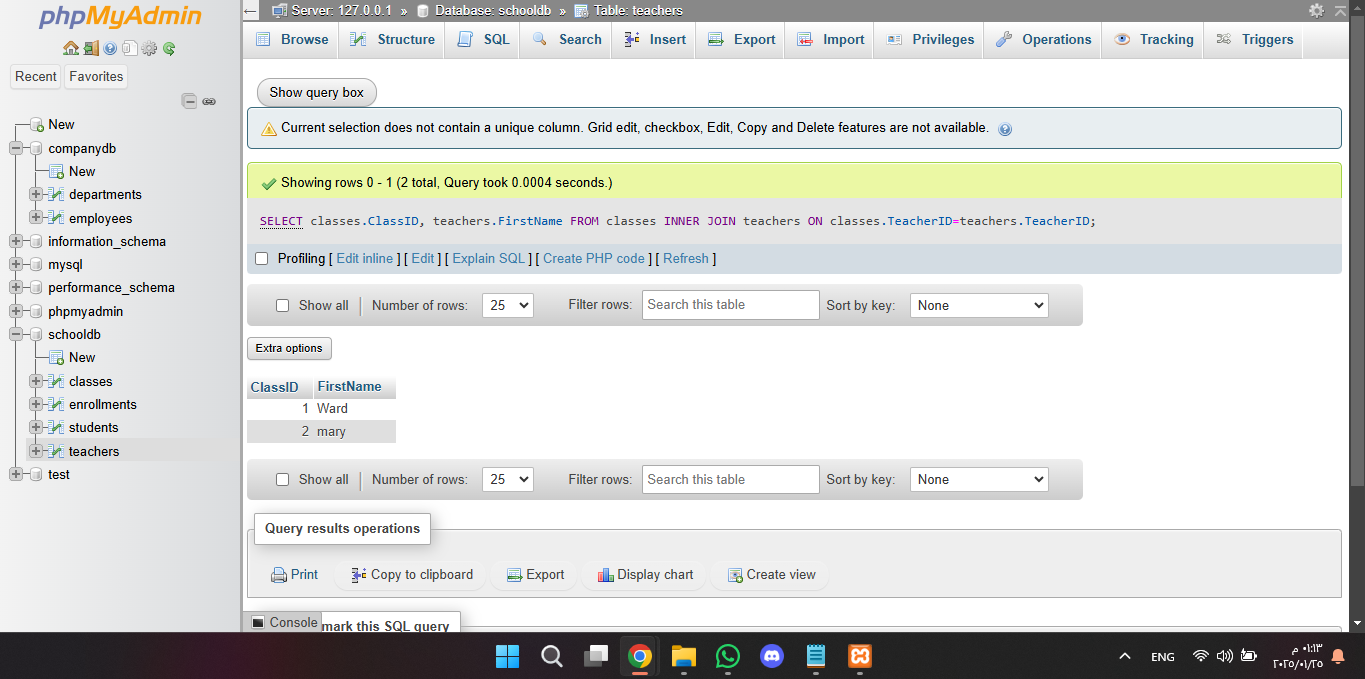 phpMyAdmin
Recent Favorites
New
companydb
New
departments
employees
information_schema
mysql
performance_schema
phpmyadmin
schooldb
New
classes
enrollments
students
teachers
test
Server: 127.0.0.1 » Database: schooldb » Table: teachers
Browse Structure SQL Search Insert Export Import Privileges Operations Tracking Triggers
Show query box
Current selection does not contain a unique column. Grid edit, checkbox, Edit, Copy and Delete features are not available.
Showing rows 0 - 1 (2 total, Query took 0.0004 seconds.)
SELECT classes.ClassID, teachers.FirstName FROM classes INNER JOIN teachers ON classes.TeacherID=teachers.TeacherID;
Profiling [ Edit inline ] [ Edit ] [ Explain SQL ] [ Create PHP code ] [ Refresh ]
Show all Number of rows: 25 Filter rows: Search this table Sort by key: None
Extra options
ClassID FirstName
1 Ward
2 mary
Show all Number of rows: 25 Filter rows: Search this table Sort by key: None
Query results operations
Print Copy to clipboard Export Display chart Create view
Console
mark this SQL query
ENG
٠١:١٣ م
٢٠٢٥/٠١/٢٥